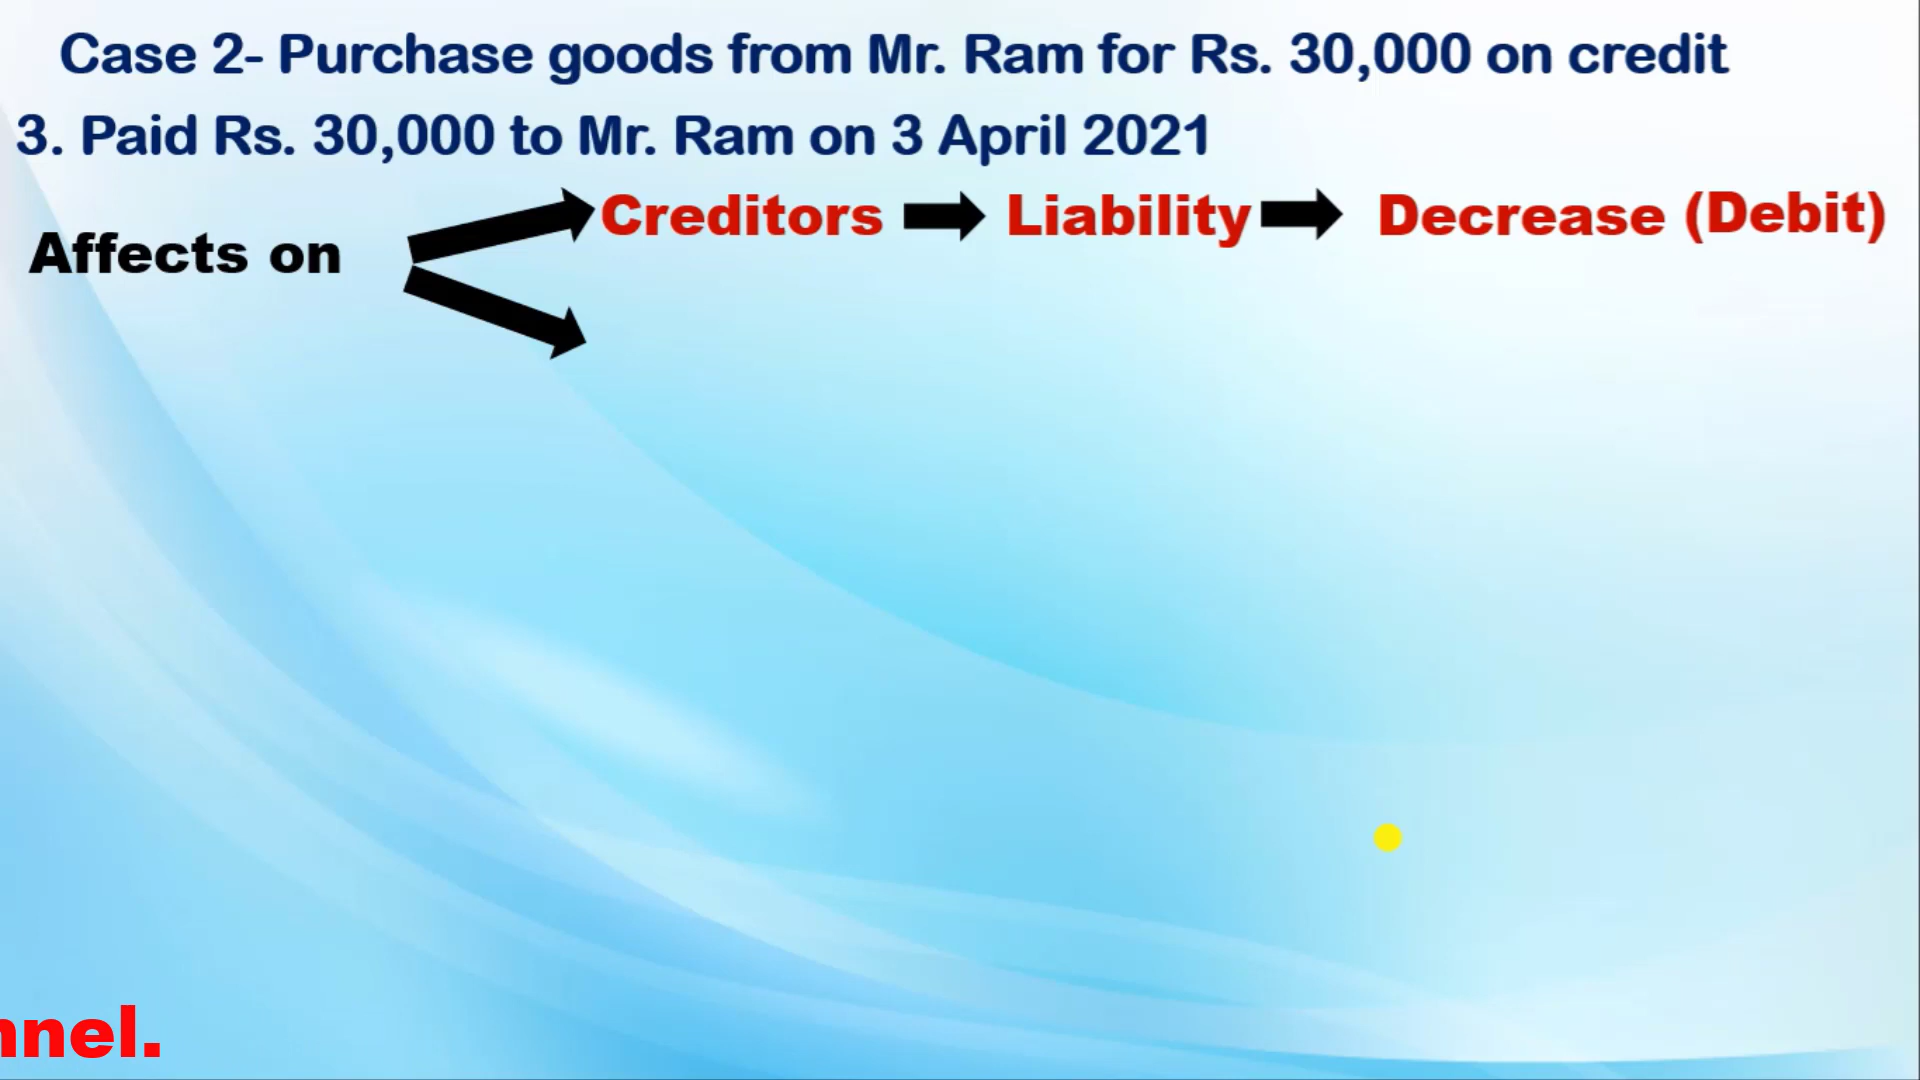 Case 2- Purchase goods from Mr. Ram for Rs. 30,000 on credit
3. Paid Rs. 30,000 to Mr. Ram on 3 April 2021
Creditors Liability Decrease (Debit)
Affects on
nnel.